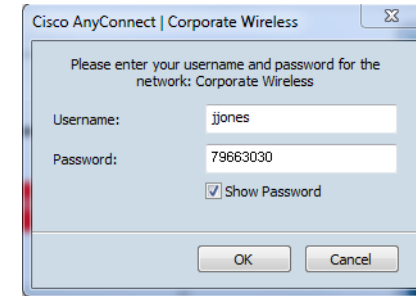 Cisco AnyConnect | Corporate Wireless
Please enter your username and password for the
network: Corporate Wireless
Username: jjones
Password: 79663030
Show Password
OK Cancel